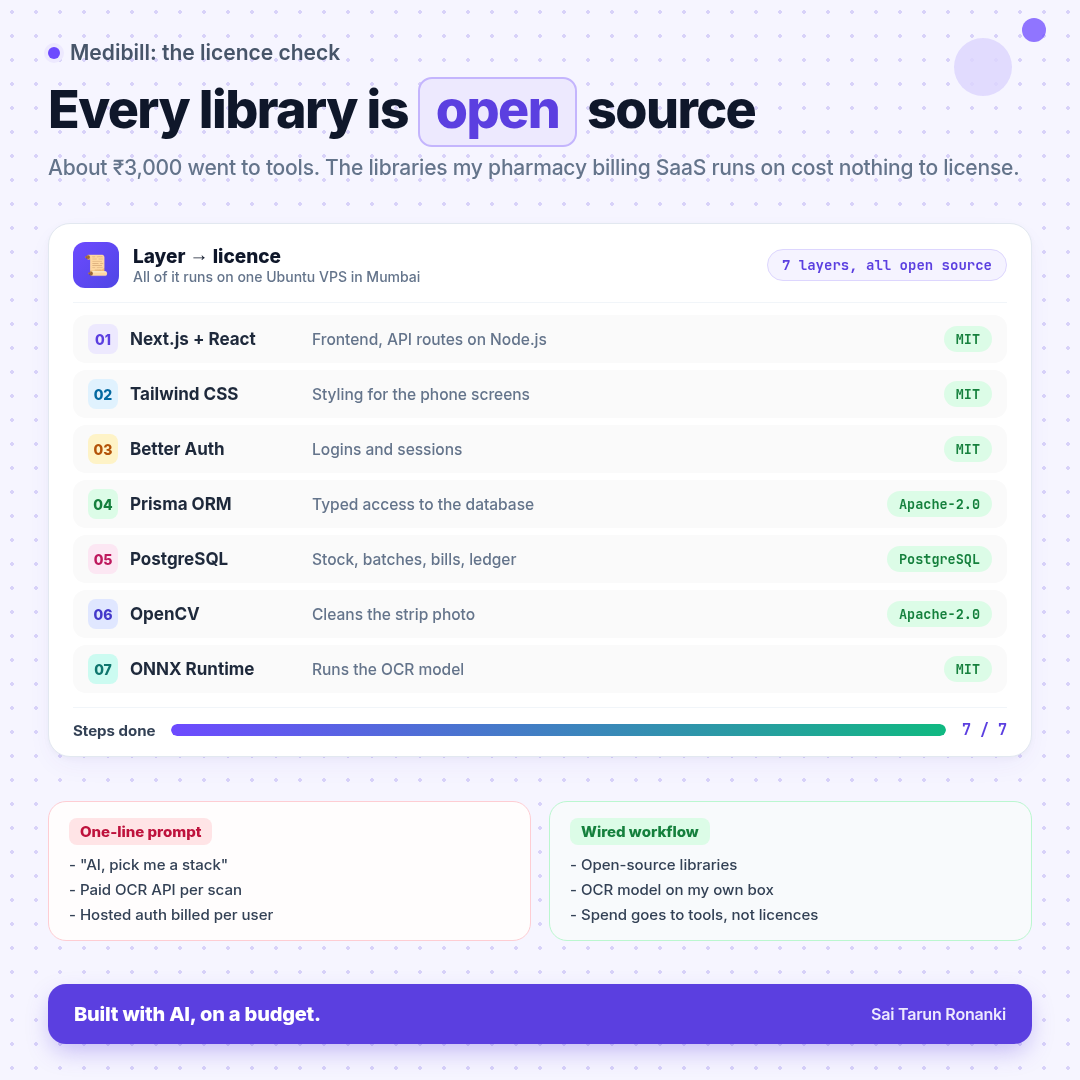 Medibill: the licence check
Every library is open source
About ₹3,000 went to tools. The libraries my pharmacy billing SaaS runs on cost nothing to license.
Layer → licence
All of it runs on one Ubuntu VPS in Mumbai
7 layers, all open source
01 Next.js + React Frontend, API routes on Node.js MIT
02 Tailwind CSS Styling for the phone screens MIT
03 Better Auth Logins and sessions MIT
04 Prisma ORM Typed access to the database Apache-2.0
05 PostgreSQL Stock, batches, bills, ledger PostgreSQL
06 OpenCV Cleans the strip photo Apache-2.0
07 ONNX Runtime Runs the OCR model MIT
Steps done 7 / 7
One-line prompt
- "AI, pick me a stack"
- Paid OCR API per scan
- Hosted auth billed per user
Wired workflow
- Open-source libraries
- OCR model on my own box
- Spend goes to tools, not licences
Built with AI, on a budget.
Sai Tarun Ronanki